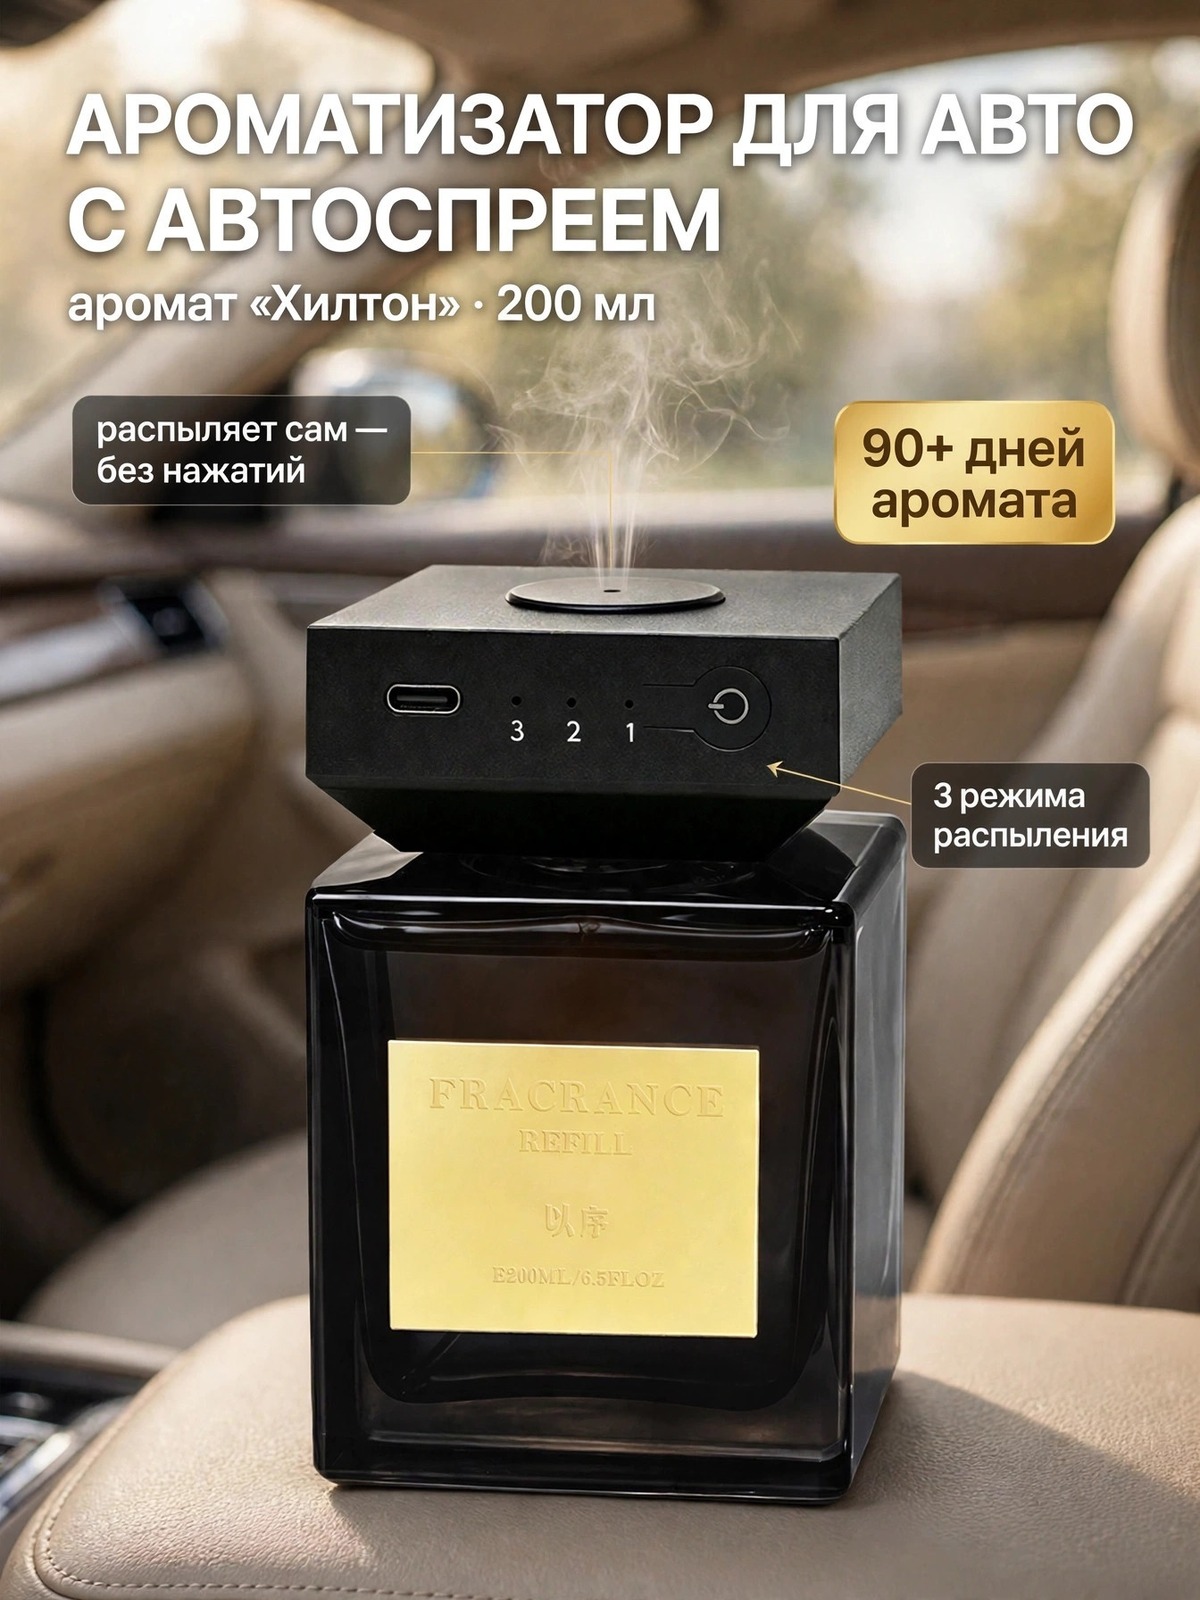 АРОМАТИЗАТОР ДЛЯ АВТО
С АВТОСПРЕЕМ
аромат «Хилтон» · 200 мл
распыляет сам —
без нажатий
90+ дней
аромата
3 2 1
3 режима
распыления
FRAGRANCE
REFILL
以序
E200ML/6.5FLOZ